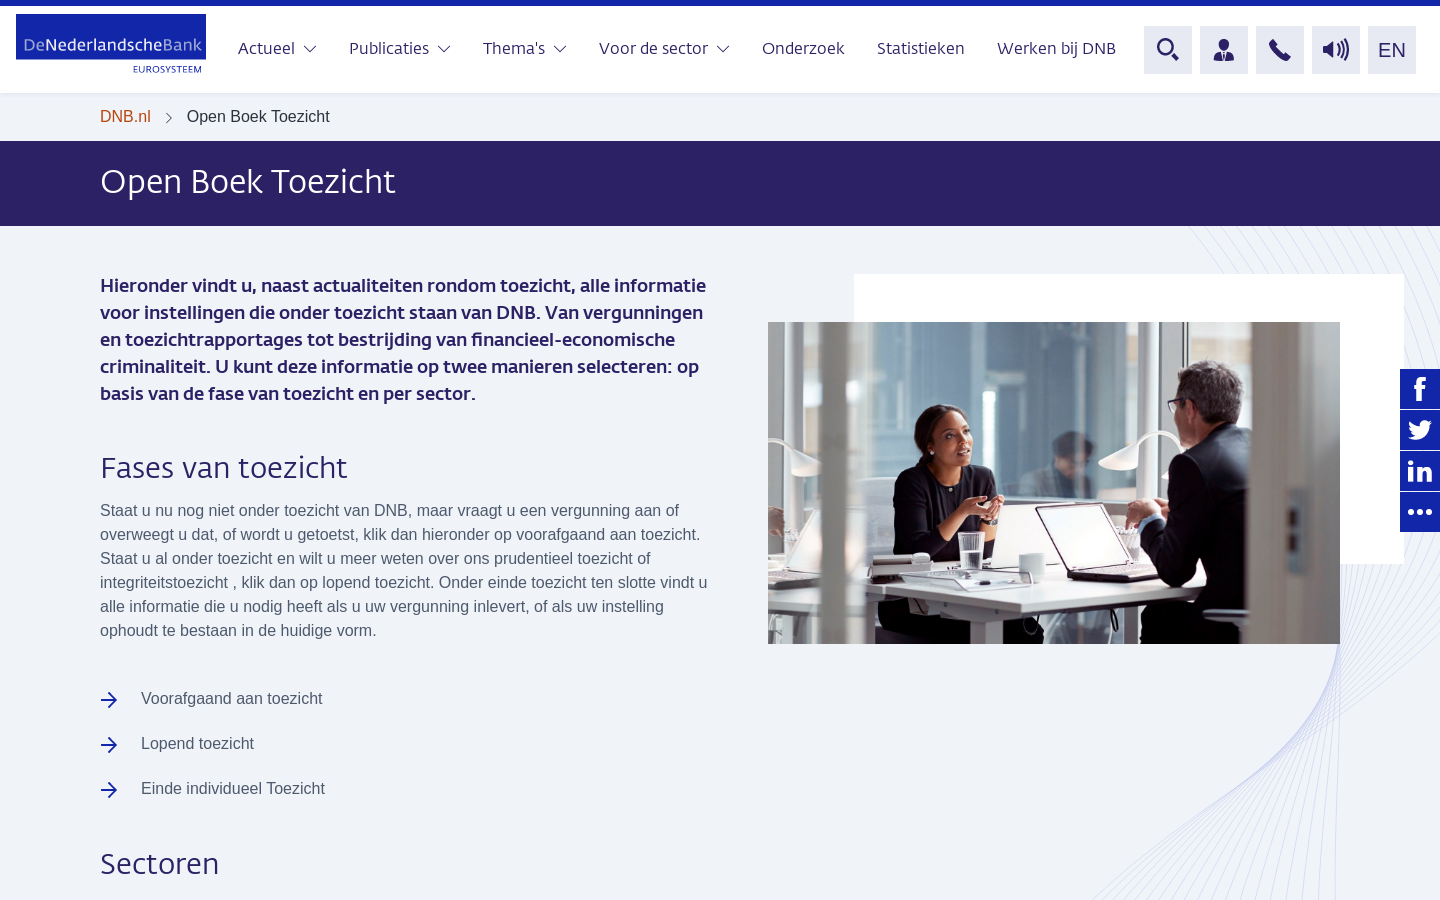 DeNederlandscheBank
EUROSYSTEEM
Actueel
Publicaties
Thema's
Voor de sector
Onderzoek
Statistieken
Werken bij DNB
EN
DNB.nl
Open Boek Toezicht
Open Boek Toezicht
Hieronder vindt u, naast actualiteiten rondom toezicht, alle informatie
voor instellingen die onder toezicht staan van DNB. Van vergunningen
en toezichtrapportages tot bestrijding van financieel-economische
criminaliteit. U kunt deze informatie op twee manieren selecteren: op
basis van de fase van toezicht en per sector.
Fases van toezicht
Staat u nu nog niet onder toezicht van DNB, maar vraagt u een vergunning aan of
overweegt u dat, of wordt u getoetst, klik dan hieronder op voorafgaand aan toezicht.
Staat u al onder toezicht en wilt u meer weten over ons prudentieel toezicht of
integriteitstoezicht , klik dan op lopend toezicht. Onder einde toezicht ten slotte vindt u
alle informatie die u nodig heeft als u uw vergunning inlevert, of als uw instelling
ophoudt te bestaan in de huidige vorm.
Voorafgaand aan toezicht
Lopend toezicht
Einde individueel Toezicht
Sectoren